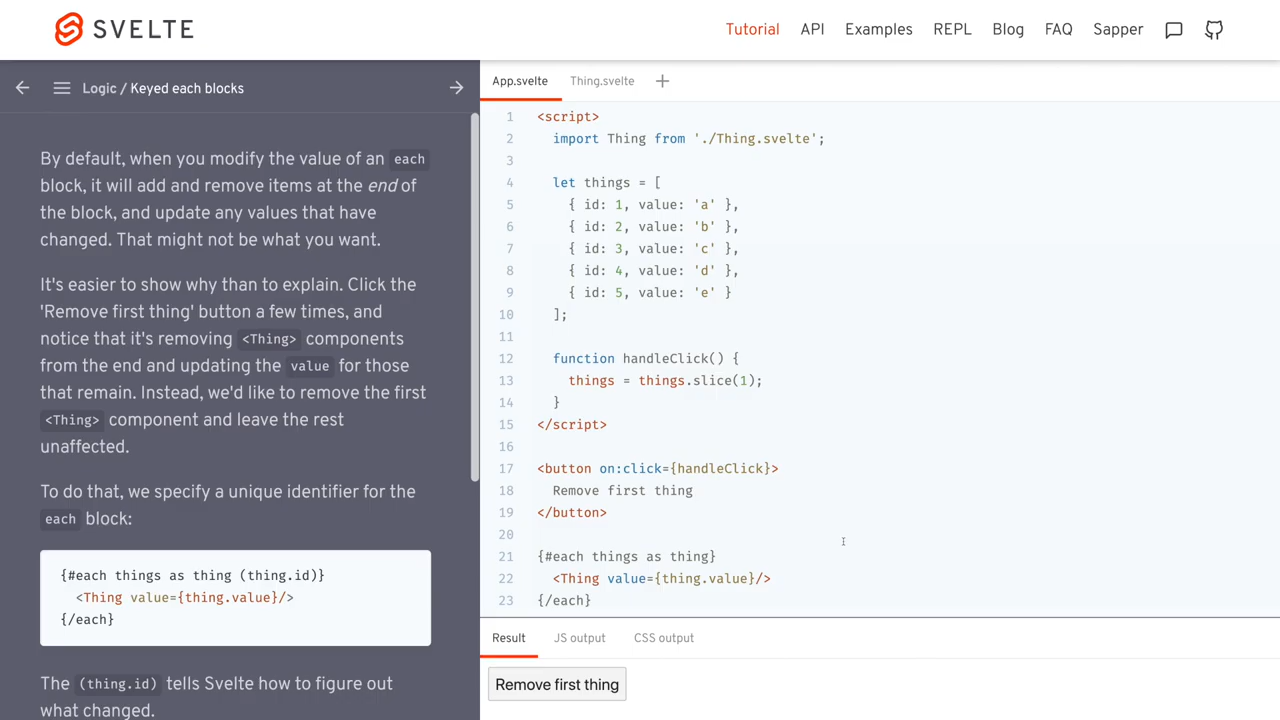 SVELTE
Tutorial API Examples REPL Blog FAQ Sapper
Logic / Keyed each blocks
By default, when you modify the value of an each
block, it will add and remove items at the end of
the block, and update any values that have
changed. That might not be what you want.
It's easier to show why than to explain. Click the
'Remove first thing' button a few times, and
notice that it's removing <Thing> components
from the end and updating the value for those
that remain. Instead, we'd like to remove the first
<Thing> component and leave the rest
unaffected.
To do that, we specify a unique identifier for the
each block:
{#each things as thing (thing.id)}
<Thing value={thing.value}/>
{/each}
The (thing.id) tells Svelte how to figure out
what changed.
App.svelte Thing.svelte +
1 <script>
2 import Thing from './Thing.svelte';
3
4 let things = [
5 { id: 1, value: 'a' },
6 { id: 2, value: 'b' },
7 { id: 3, value: 'c' },
8 { id: 4, value: 'd' },
9 { id: 5, value: 'e' }
10 ];
11
12 function handleClick() {
13 things = things.slice(1);
14 }
15 </script>
16
17 <button on:click={handleClick}>
18 Remove first thing
19 </button>
20
21 {#each things as thing}
22 <Thing value={thing.value}/>
23 {/each}
Result JS output CSS output
Remove first thing